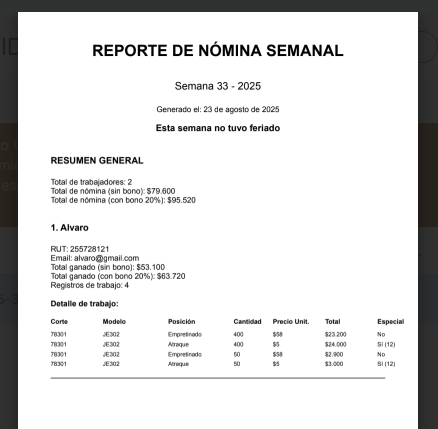 REPORTE DE NÓMINA SEMANAL
Semana 33 - 2025
Generado el: 23 de agosto de 2025
Esta semana no tuvo feriado
RESUMEN GENERAL
Total de trabajadores: 2
Total de nómina (sin bono): $79.600
Total de nómina (con bono 20%): $95.520
1. Alvaro
RUT: 255728121
Email: alvaro@gmail.com
Total ganado (sin bono): $53.100
Total ganado (con bono 20%): $63.720
Registros de trabajo: 4
Detalle de trabajo:
Corte Modelo Posición Cantidad Precio Unit. Total Especial
78301 JE302 Empretinado 400 $58 $23.200 No
78301 JE302 Atraque 400 $5 $24.000 Sí (12)
78301 JE302 Empretinado 50 $58 $2.900 No
78301 JE302 Atraque 50 $5 $3.000 Sí (12)